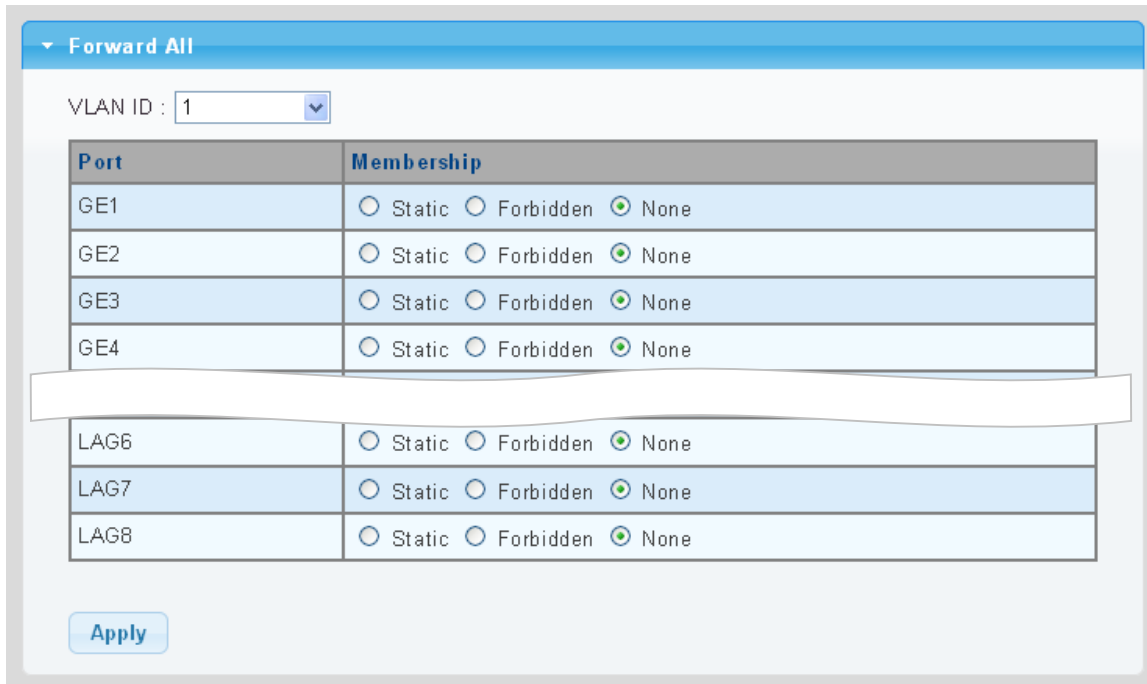 Forward All
VLAN ID : 1
Port Membership
GE1 Static Forbidden None
GE2 Static Forbidden None
GE3 Static Forbidden None
GE4 Static Forbidden None
LAG6 Static Forbidden None
LAG7 Static Forbidden None
LAG8 Static Forbidden None
Apply